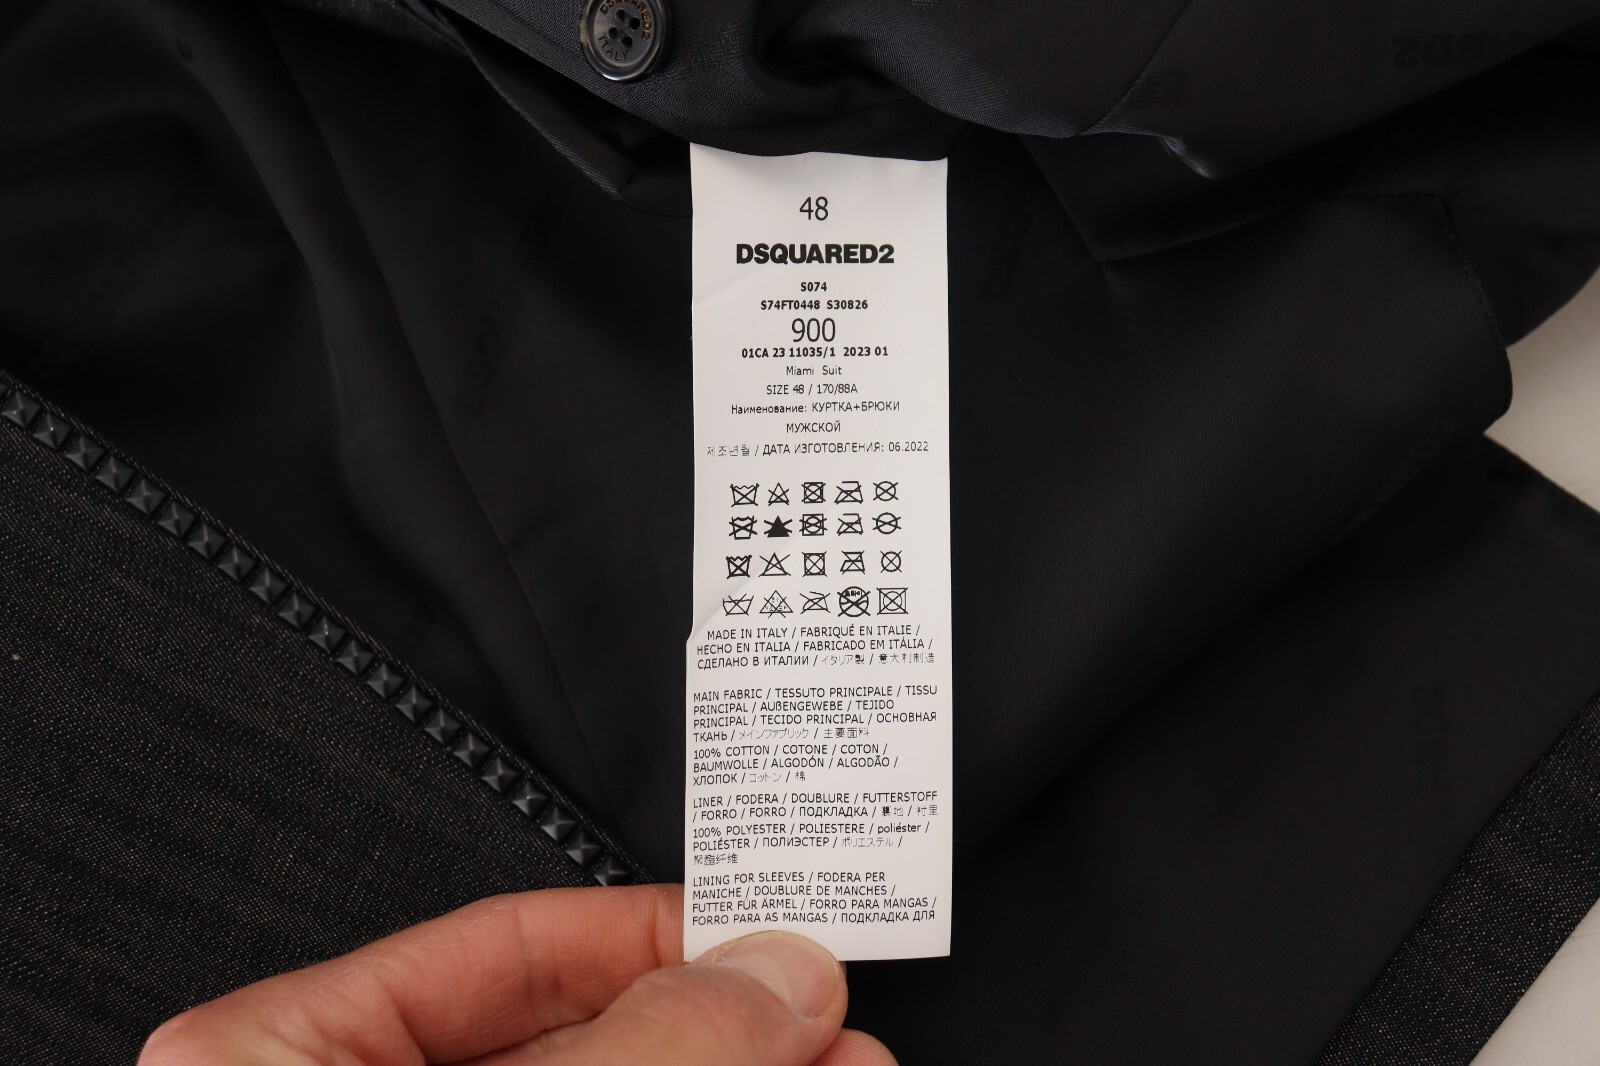 ITALY
48
DSQUARED2
S074
S74FT0448 S30826
900
01CA 23 11035/1 2023 01
Miami Suit
SIZE 48 / 170/88A
Наименование: КУРТКА+БРЮКИ
МУЖСКОЙ
제조년월 / ДАТА ИЗГОТОВЛЕНИЯ: 06.2022
MADE IN ITALY / FABRIQUÉ EN ITALIE /
HECHO EN ITALIA / FABRICADO EM ITÁLIA /
СДЕЛАНО В ИТАЛИИ / イタリア製 / 意大利制造
MAIN FABRIC / TESSUTO PRINCIPALE / TISSU
PRINCIPAL / AUßENGEWEBE / TEJIDO
PRINCIPAL / TECIDO PRINCIPAL / ОСНОВНАЯ
ТКАНЬ / メインファブリック / 主要面料
100% COTTON / COTONE / COTON /
BAUMWOLLE / ALGODÓN / ALGODÃO /
ХЛОПОК / コットン / 棉
LINER / FODERA / DOUBLURE / FUTTERSTOFF
/ FORRO / FORRO / ПОДКЛАДКА / 裏地 / 衬里
100% POLYESTER / POLIESTERE / poliéster /
POLIÉSTER / ПОЛИЭСТЕР / ポリエステル /
聚酯纤维
LINING FOR SLEEVES / FODERA PER
MANICHE / DOUBLURE DE MANCHES /
FUTTER FÜR ÄRMEL / FORRO PARA MANGAS /
FORRO PARA AS MANGAS / ПОДКЛАДКА ДЛЯ